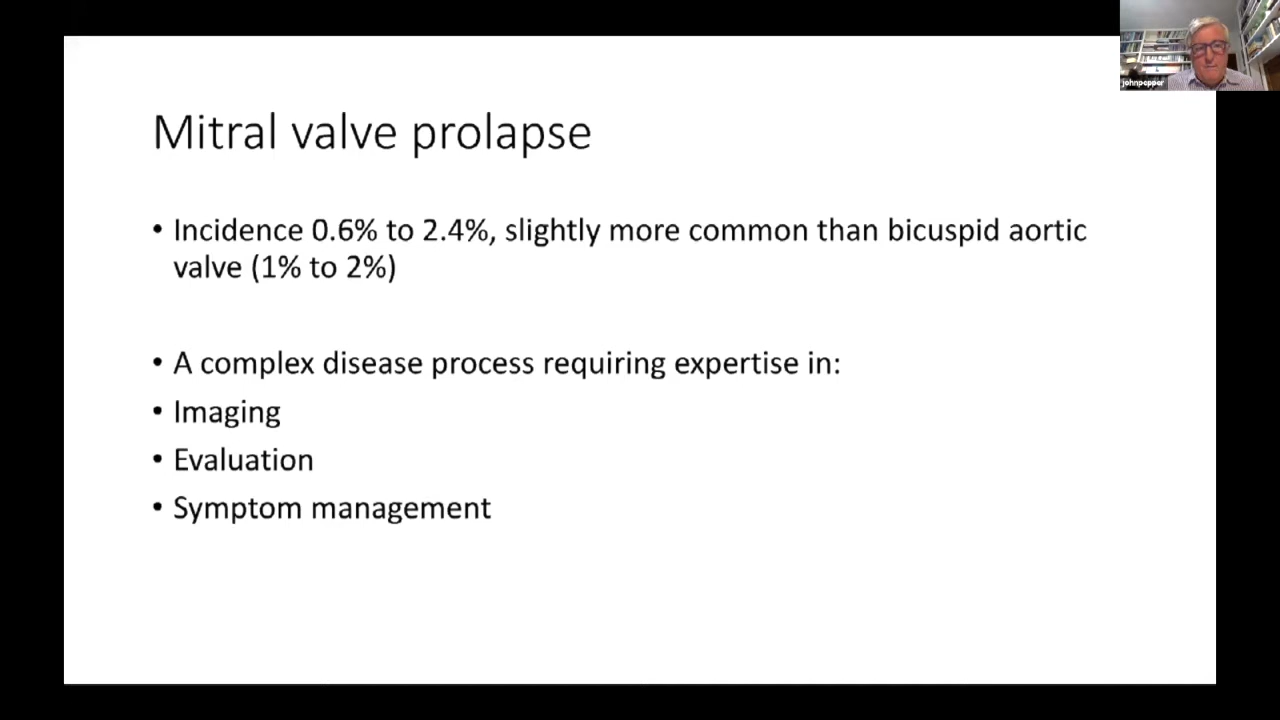 johnpepper
Mitral valve prolapse
• Incidence 0.6% to 2.4%, slightly more common than bicuspid aortic
valve (1% to 2%)
• A complex disease process requiring expertise in:
• Imaging
• Evaluation
• Symptom management